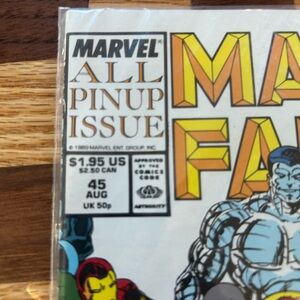 MARVEL
ALL
PINUP
ISSUE
© 1989 MARVEL ENT. GROUP, INC.
$1.95 US
$2.50 CAN
45
AUG
UK 50p
APPROVED
BY THE
COMICS
CODE
AUTHORITY
MA
FA